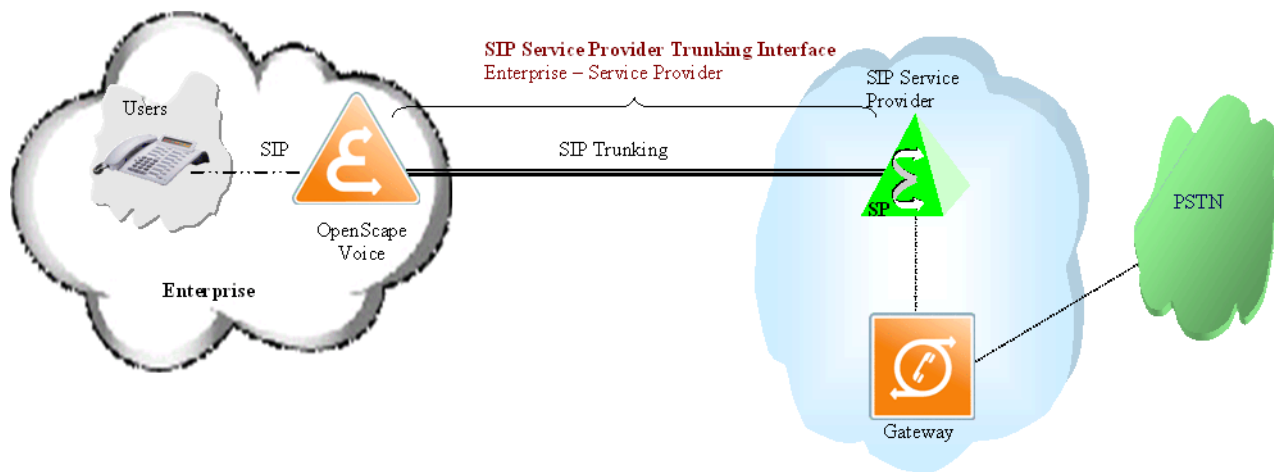 SIP Service Provider Trunking Interface
Enterprise – Service Provider
SIP Service
Provider
Users
SIP
SIP Trunking
SP
PSTN
OpenScape
Voice
Enterprise
Gateway